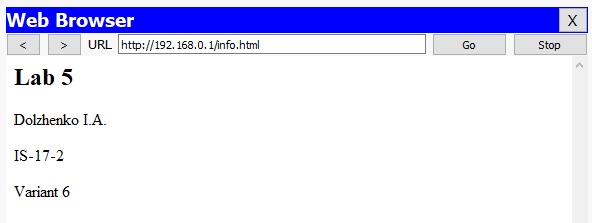 Web Browser X
< > URL http://192.168.0.1/info.html Go Stop
Lab 5
Dolzhenko I.A.
IS-17-2
Variant 6